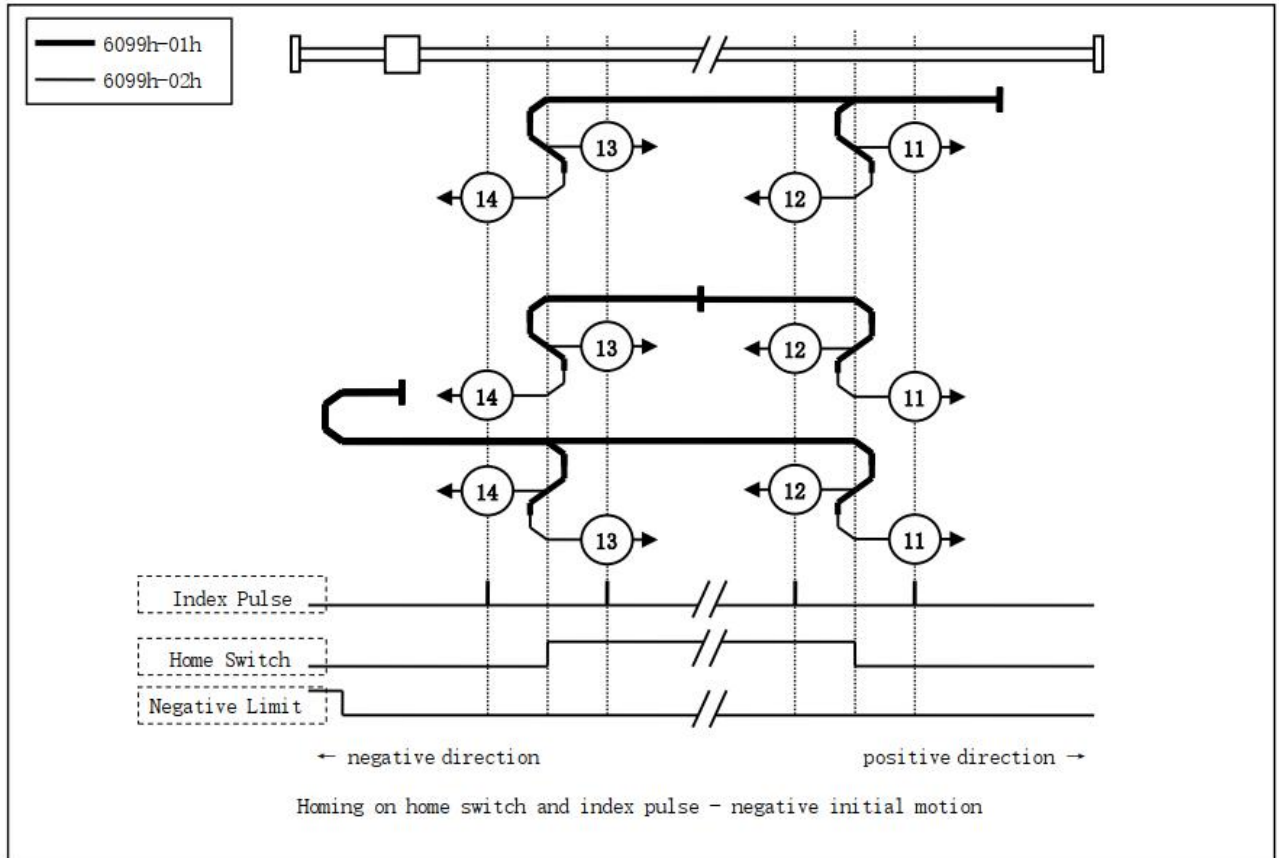 6099h-01h
6099h-02h
13
11
14
12
13
12
14
11
14
12
13
11
Index Pulse
Home Switch
Negative Limit
← negative direction
positive direction →
Homing on home switch and index pulse - negative initial motion